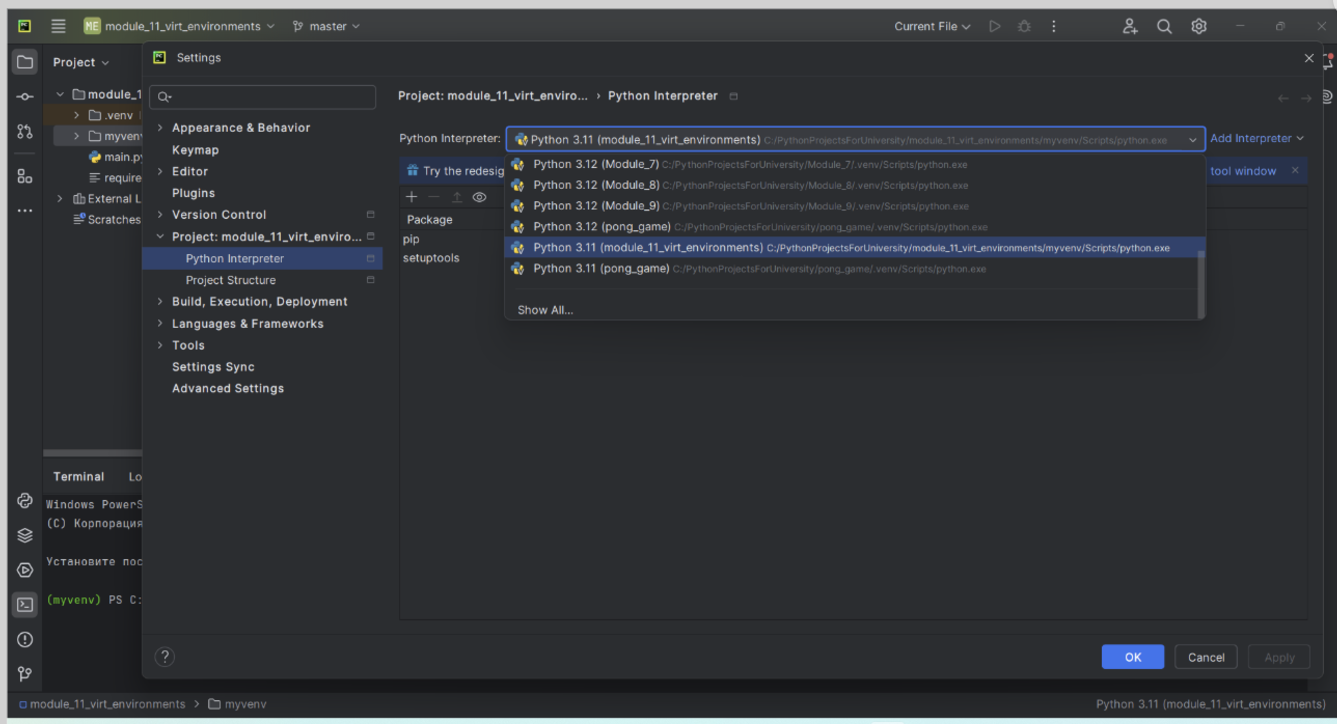 ME module_11_virt_environments master Current File
Project
Settings
module_1
.venv
myven
main.py
require
External L
Scratches
Appearance & Behavior
Keymap
Editor
Plugins
Version Control
Project: module_11_virt_enviro...
Python Interpreter
Project Structure
Build, Execution, Deployment
Languages & Frameworks
Tools
Settings Sync
Advanced Settings
Project: module_11_virt_enviro... › Python Interpreter
Python Interpreter: Python 3.11 (module_11_virt_environments) C:/PythonProjectsForUniversity/module_11_virt_environments/myvenv/Scripts/python.exe Add Interpreter
Try the redesig tool window
Package
pip
setuptools
Python 3.12 (Module_7) C:/PythonProjectsForUniversity/Module_7/.venv/Scripts/python.exe
Python 3.12 (Module_8) C:/PythonProjectsForUniversity/Module_8/.venv/Scripts/python.exe
Python 3.12 (Module_9) C:/PythonProjectsForUniversity/Module_9/.venv/Scripts/python.exe
Python 3.12 (pong_game) C:/PythonProjectsForUniversity/pong_game/.venv/Scripts/python.exe
Python 3.11 (module_11_virt_environments) C:/PythonProjectsForUniversity/module_11_virt_environments/myvenv/Scripts/python.exe
Python 3.11 (pong_game) C:/PythonProjectsForUniversity/pong_game/.venv/Scripts/python.exe
Show All...
Terminal Lo
Windows PowerS
(C) Корпорация
Установите пос
(myvenv) PS C:
? OK Cancel Apply
module_11_virt_environments › myvenv Python 3.11 (module_11_virt_environments)